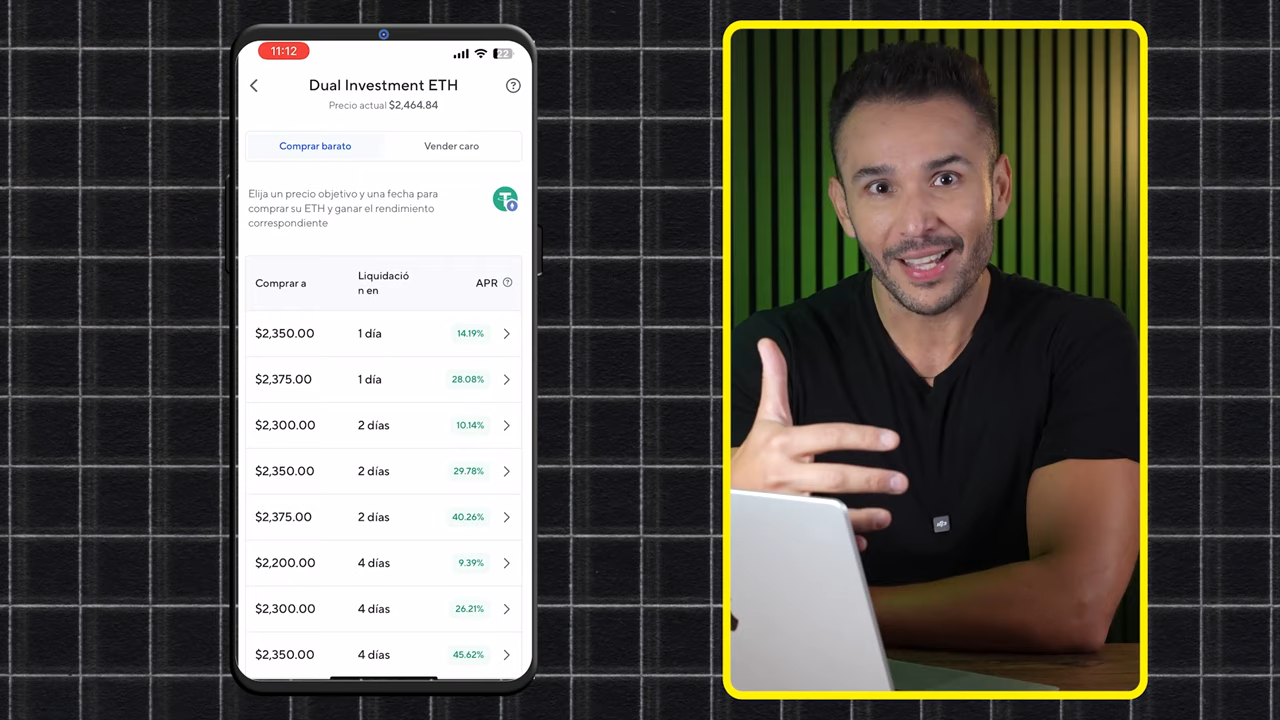 11:12
22
Dual Investment ETH
Precio actual $2,464.84
Comprar barato
Vender caro
Elija un precio objetivo y una fecha para
comprar su ETH y ganar el rendimiento
correspondiente
Comprar a
Liquidació
n en
APR
$2,350.00 1 día 14.19%
$2,375.00 1 día 28.08%
$2,300.00 2 días 10.14%
$2,350.00 2 días 29.78%
$2,375.00 2 días 40.26%
$2,200.00 4 días 9.39%
$2,300.00 4 días 26.21%
$2,350.00 4 días 45.62%